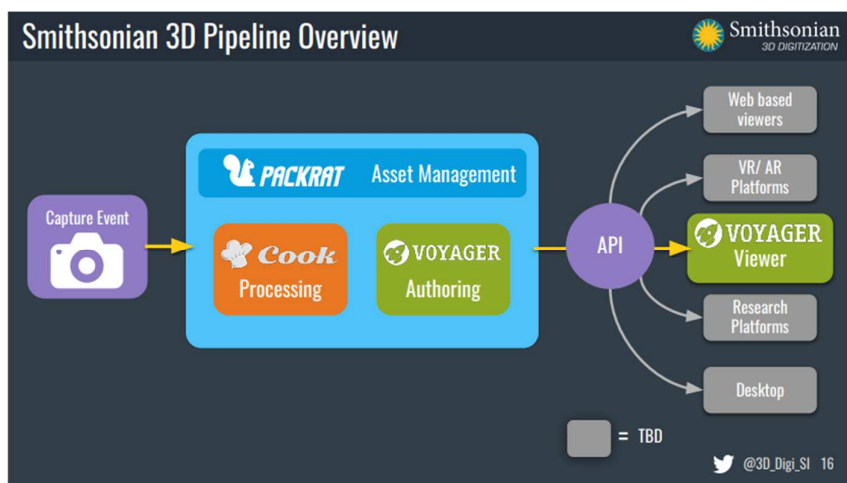 Smithsonian 3D Pipeline Overview
Smithsonian
3D DIGITIZATION
Capture Event
PACKRAT Asset Management
Cook
Processing
VOYAGER
Authoring
API
Web based
viewers
VR/ AR
Platforms
VOYAGER
Viewer
Research
Platforms
Desktop
= TBD
@3D_Digi_SI 16